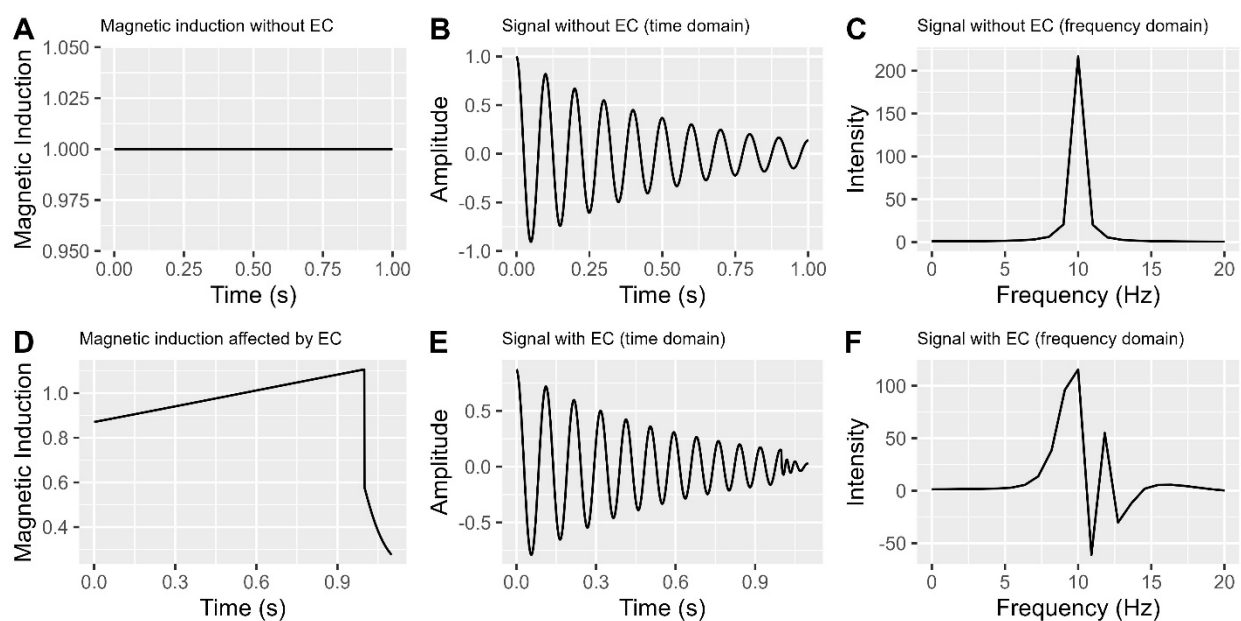 A Magnetic induction without EC
Magnetic Induction
1.050
1.025
1.000
0.975
0.950
0.00 0.25 0.50 0.75 1.00
Time (s)
B Signal without EC (time domain)
Amplitude
1.0
0.5
0.0
-0.5
-1.0
0.00 0.25 0.50 0.75 1.00
Time (s)
C Signal without EC (frequency domain)
Intensity
200
150
100
50
0
0 5 10 15 20
Frequency (Hz)
D Magnetic induction affected by EC
Magnetic Induction
1.0
0.8
0.6
0.4
0.0 0.3 0.6 0.9
Time (s)
E Signal with EC (time domain)
Amplitude
0.5
0.0
-0.5
0.0 0.3 0.6 0.9
Time (s)
F Signal with EC (frequency domain)
Intensity
100
50
0
-50
0 5 10 15 20
Frequency (Hz)